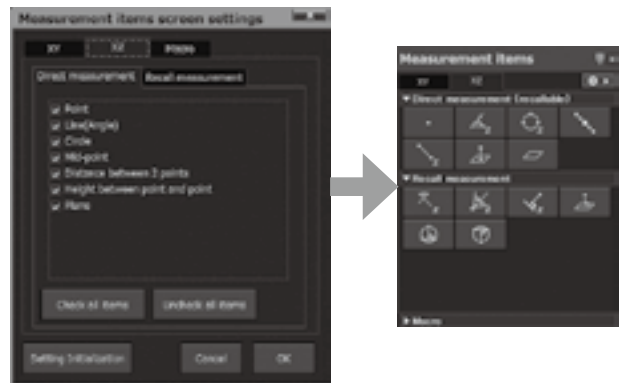 Measurement items screen settings
XY
XZ
Macro
Direct measurement
Recall measurement
Point
Line(Angle)
Circle
Mid-point
Distance between 2 points
Height between point and point
Plane
Check all items
Uncheck all items
Setting Initialization
Cancel
OK
Measurement Items
XY
XZ
Direct measurement (recallable)
Recall measurement
Macro